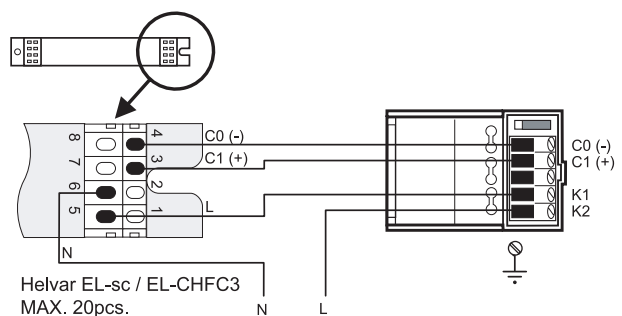 8 4 C0 (-) C0 (-)
7 3 C1 (+) C1 (+)
6 2 K1
5 1 L K2
N
Helvar EL-sc / EL-CHFC3
MAX. 20pcs. N L